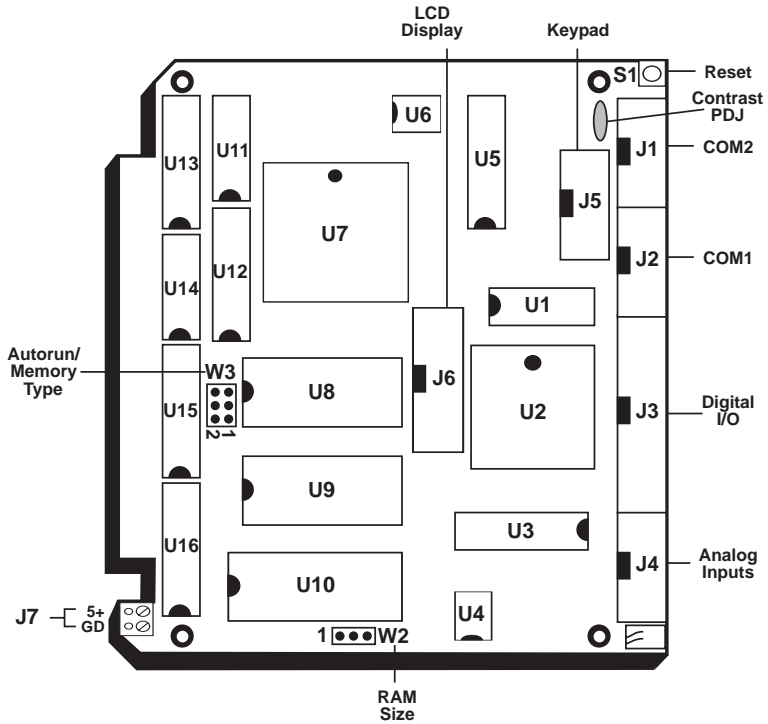 LCD
Display
Keypad
S1
Reset
Contrast
PDJ
U6
U13
U11
U5
J1
COM2
J5
U7
J2
COM1
U14
U12
U1
Autorun/
Memory
Type
W3
U8
J6
U2
J3
Digital
I/O
U15
1
2
U9
U3
U16
J4
Analog
Inputs
U10
U4
J7
5+
GD
1
W2
RAM
Size